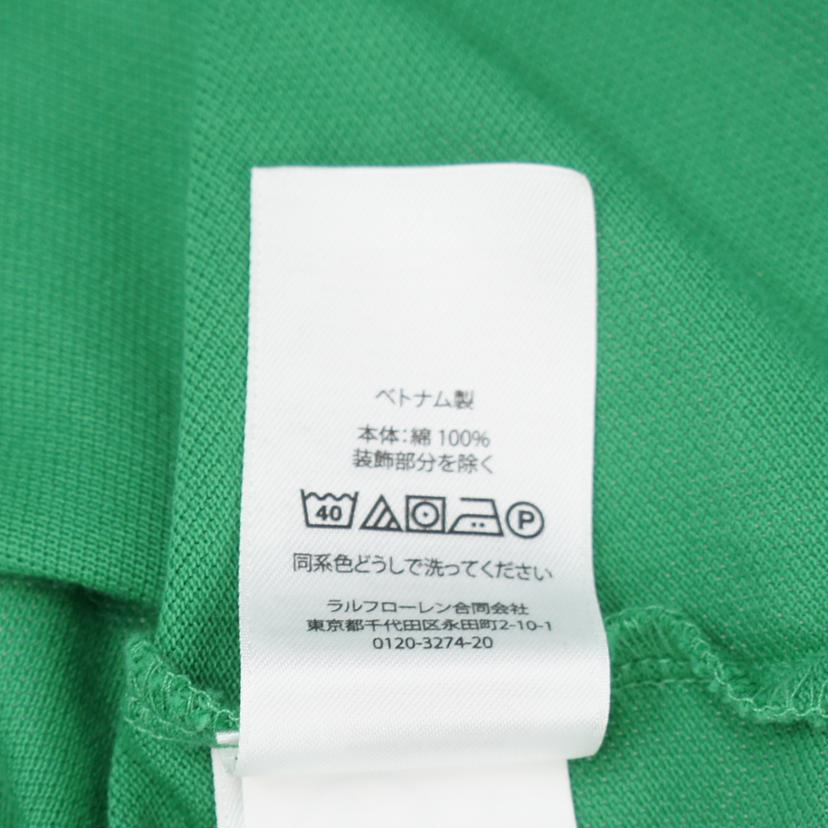 ベトナム製
本体：綿 100%
装飾部分を除く
40 P
同系色どうしで洗ってください
ラルフローレン合同会社
東京都千代田区永田町2-10-1
0120-3274-20